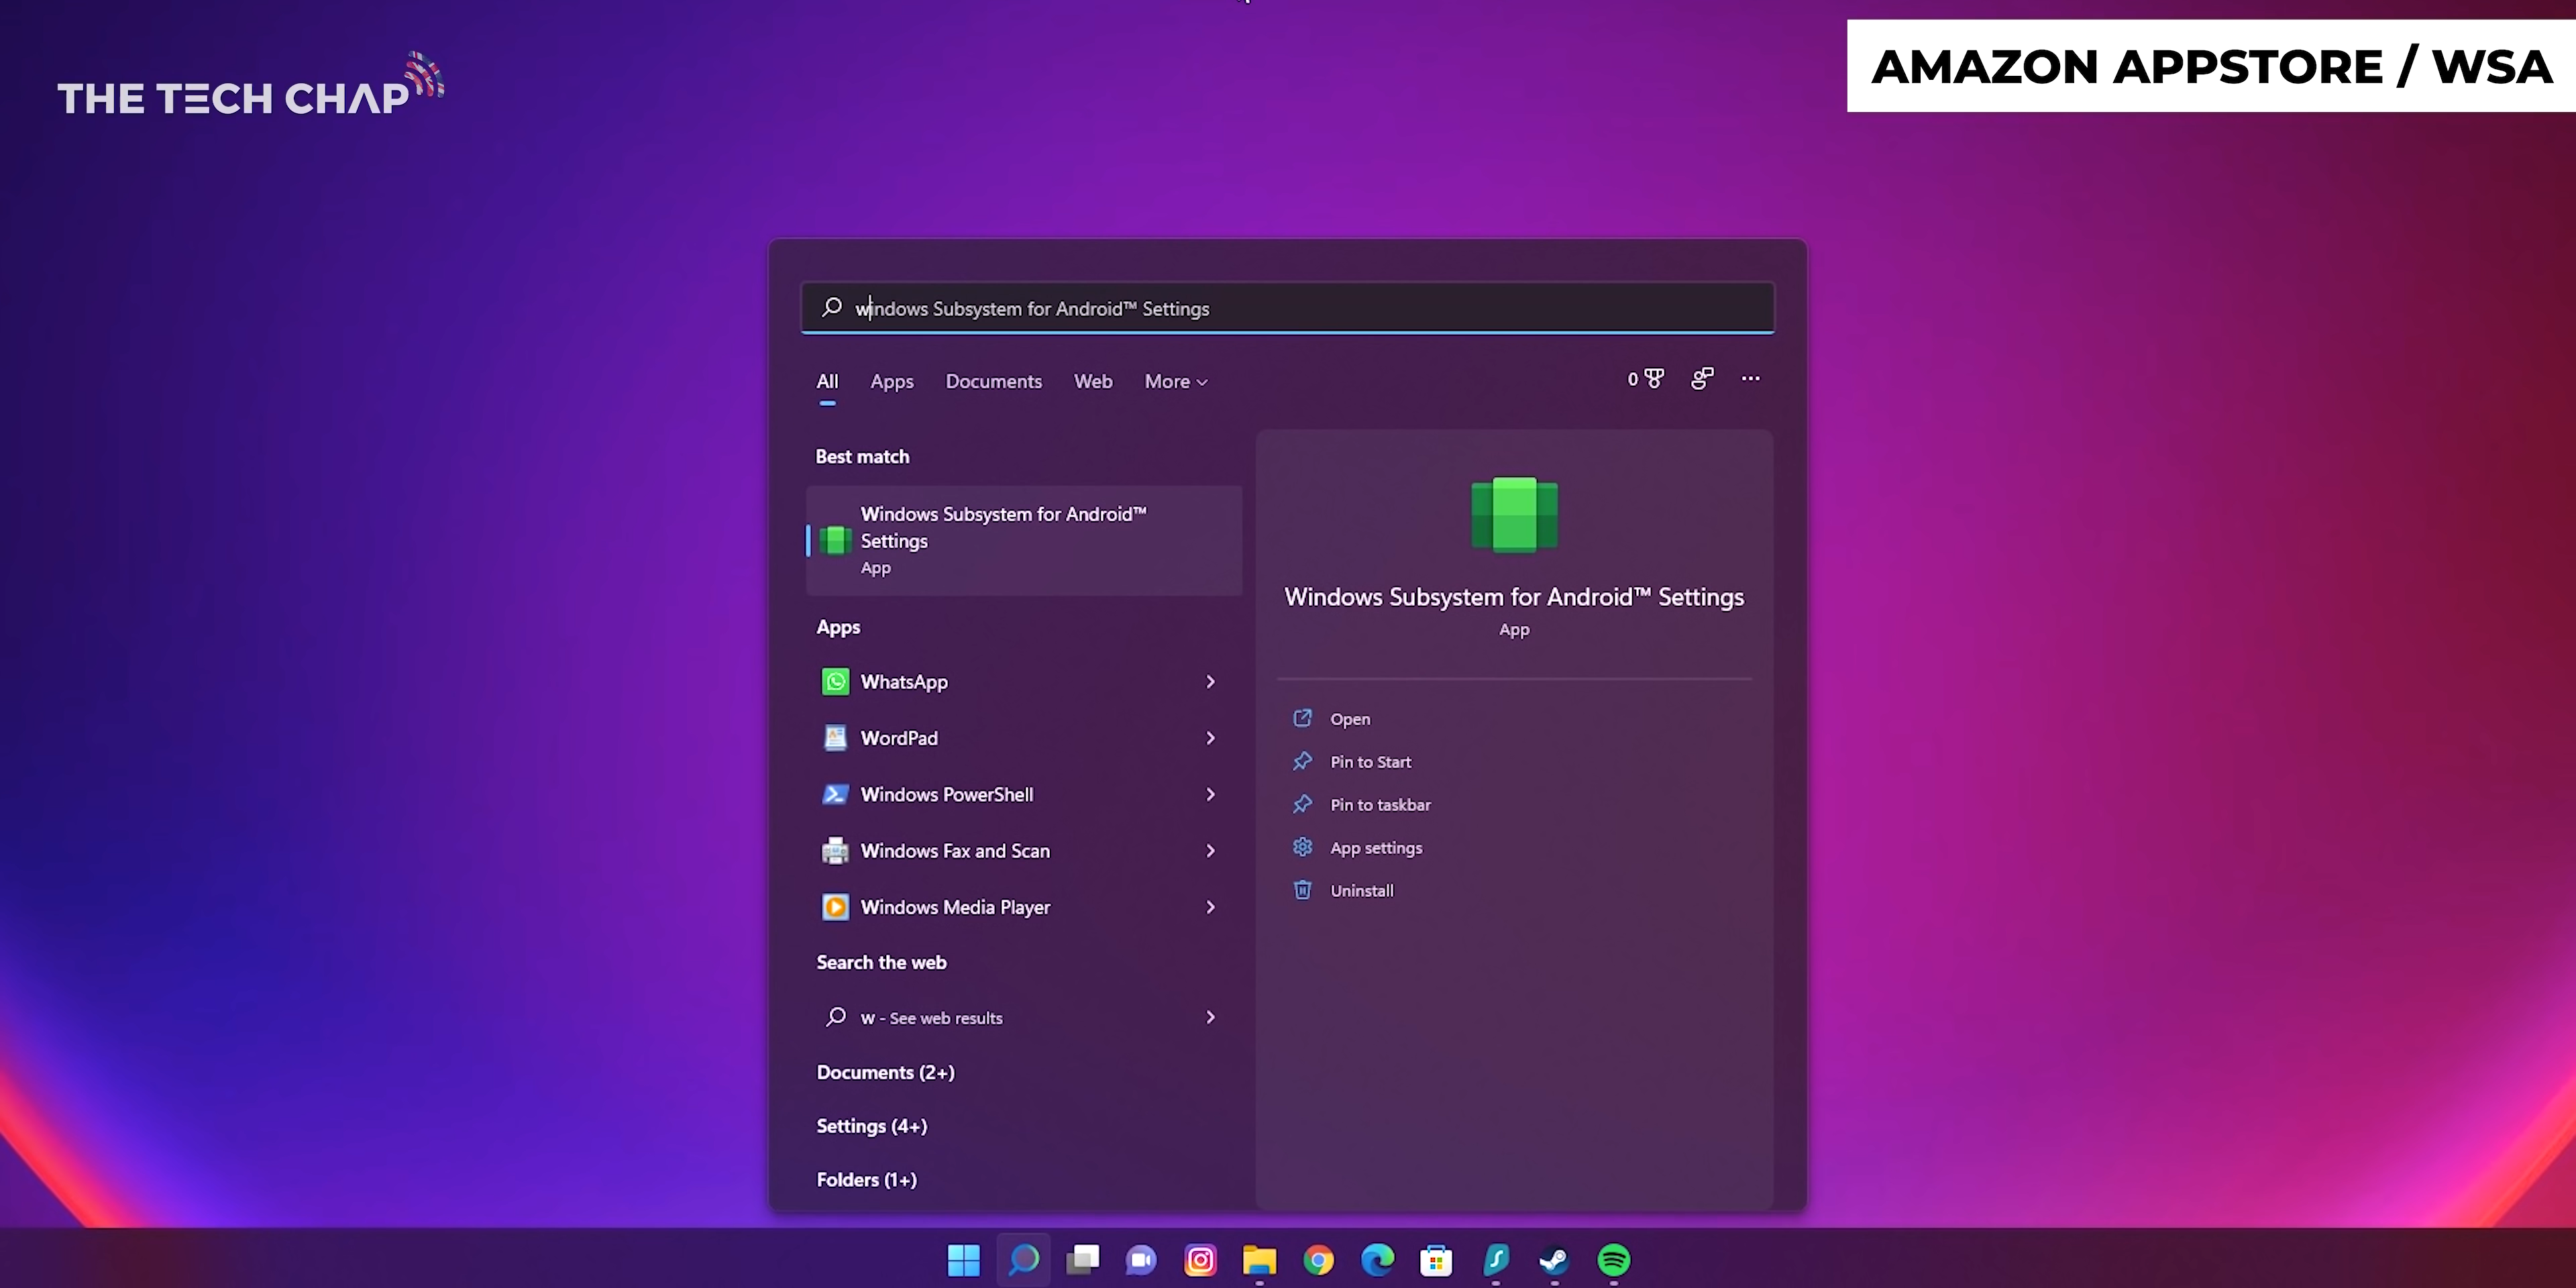 THE TECH CHAP
AMAZON APPSTORE / WSA
windows Subsystem for Android™ Settings
All Apps Documents Web More
0
Best match
Windows Subsystem for Android™
Settings
App
Apps
WhatsApp
WordPad
Windows PowerShell
Windows Fax and Scan
Windows Media Player
Search the web
w - See web results
Documents (2+)
Settings (4+)
Folders (1+)
Windows Subsystem for Android™ Settings
App
Open
Pin to Start
Pin to taskbar
App settings
Uninstall